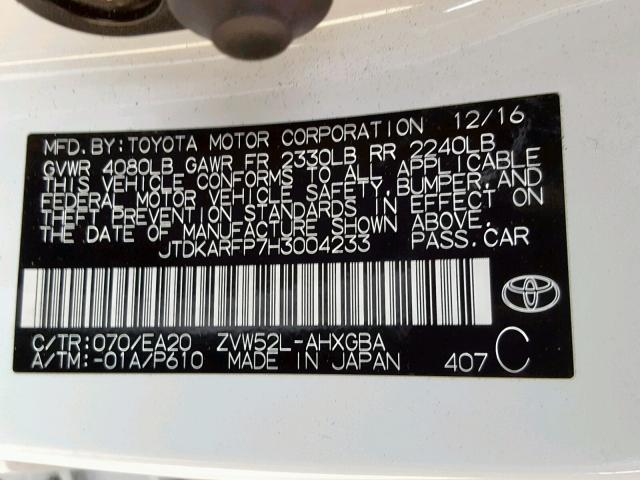 MFD. BY: TOYOTA MOTOR CORPORATION 12/16
GVWR 4080LB GAWR FR 2330LB RR 2240LB
THIS VEHICLE CONFORMS TO ALL APPLICABLE
FEDERAL MOTOR VEHICLE SAFETY, BUMPER, AND
THEFT PREVENTION STANDARDS IN EFFECT ON
THE DATE OF MANUFACTURE SHOWN ABOVE.
JTDKARFP7H3004233 PASS. CAR
C/TR: 070/EA20 ZVW52L-AHXGBA
A/TM: -01A/P610 MADE IN JAPAN 407 C